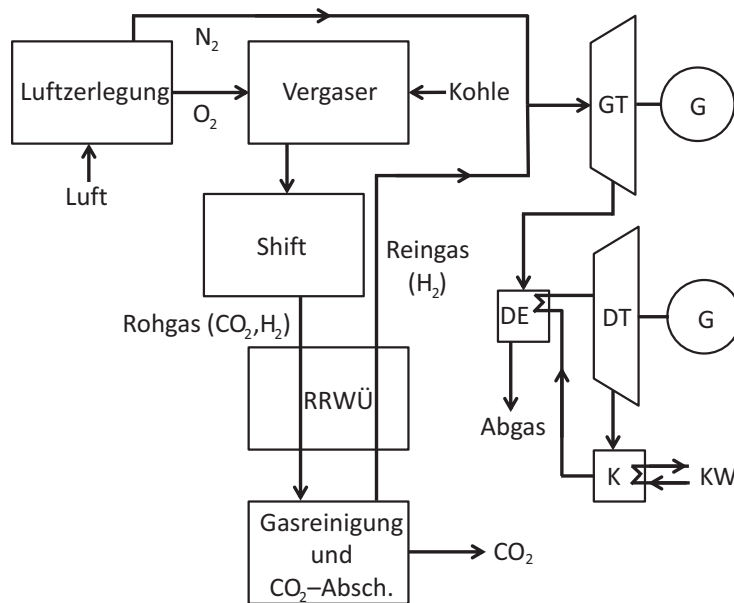 N₂
Luftzerlegung
O₂
Vergaser
Kohle
GT
G
Luft
Shift
Reingas
(H₂)
Rohgas (CO₂,H₂)
DE
DT
G
RRWÜ
Abgas
K
KW
Gasreinigung
und
CO₂–Absch.
CO₂